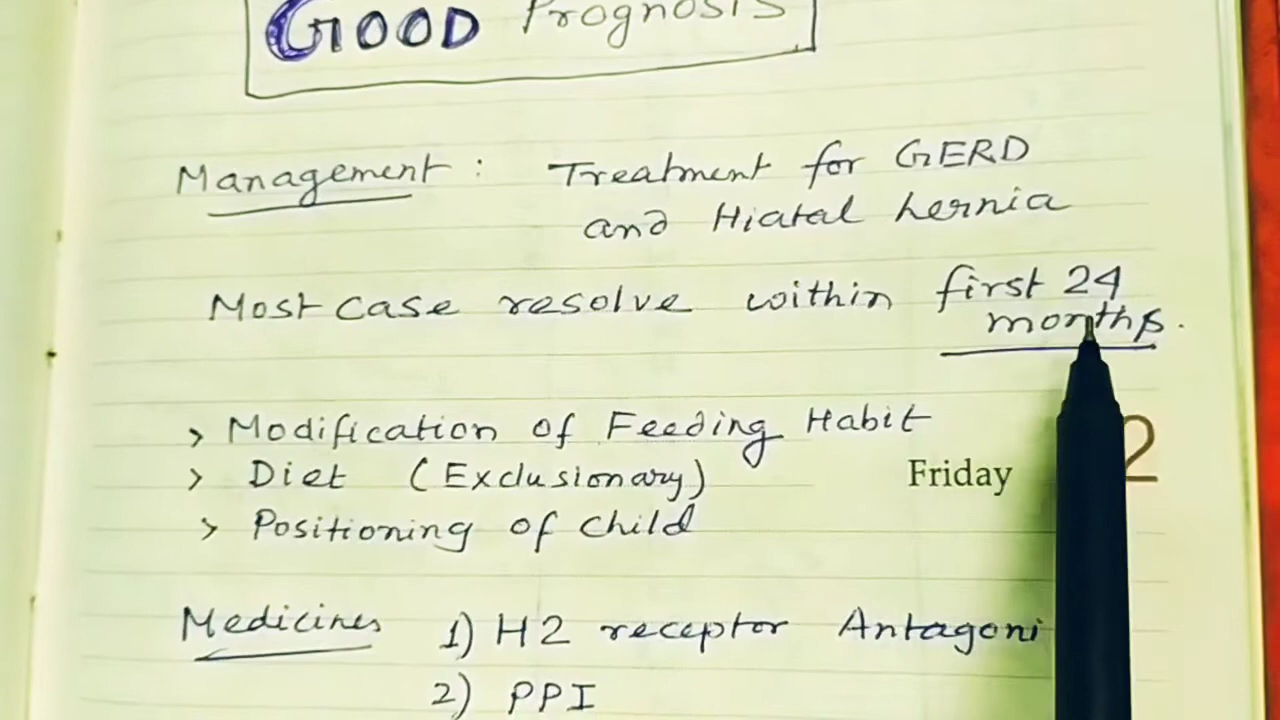 GOOD Prognosis
Management : Treatment for GERD
and Hiatal hernia
Most case resolve within first 24
months.
> Modification of Feeding Habit
> Diet (Exclusionary)
Friday 2
> Positioning of child
Medicines 1) H2 receptor Antagoni
2) PPI